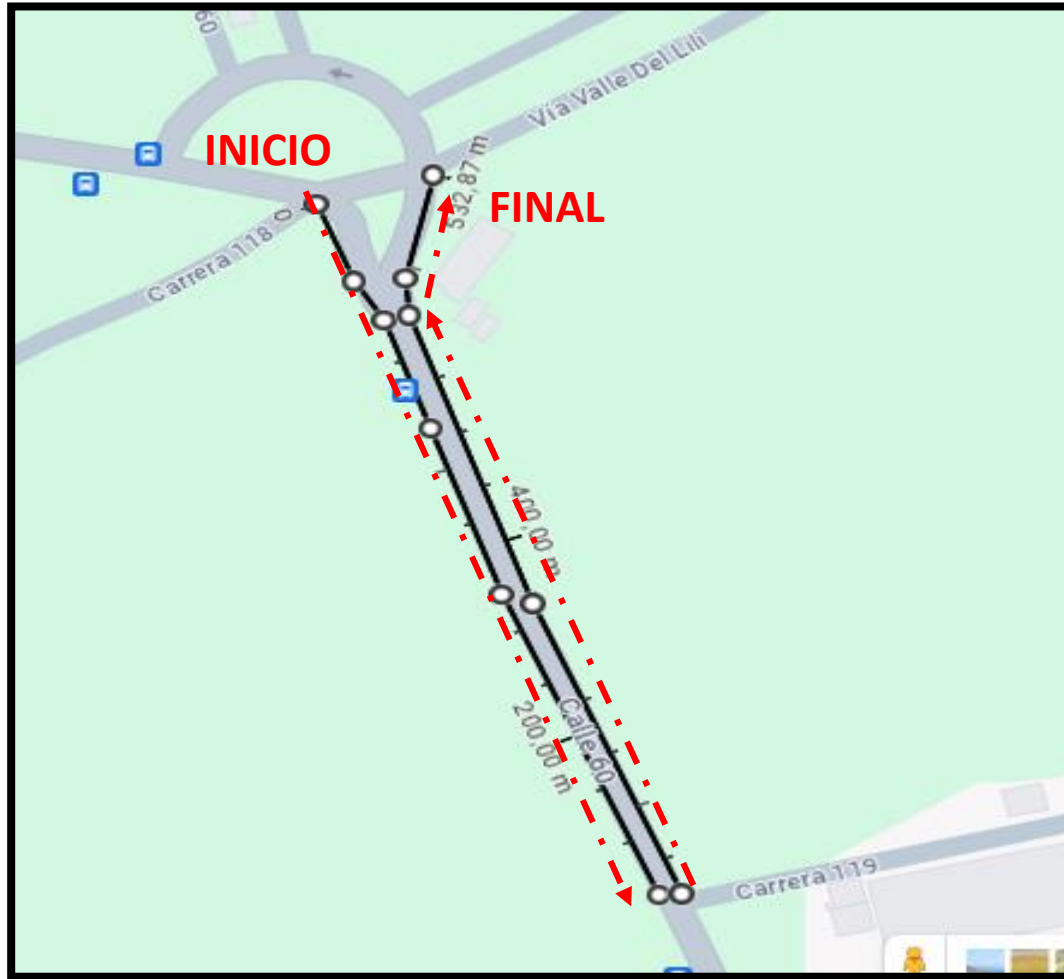 60
Vía Valle Del Lili
INICIO
532,87 m
FINAL
0
Carrera 118
400,00 m
200,00 m
Calle 60
Carrera 119